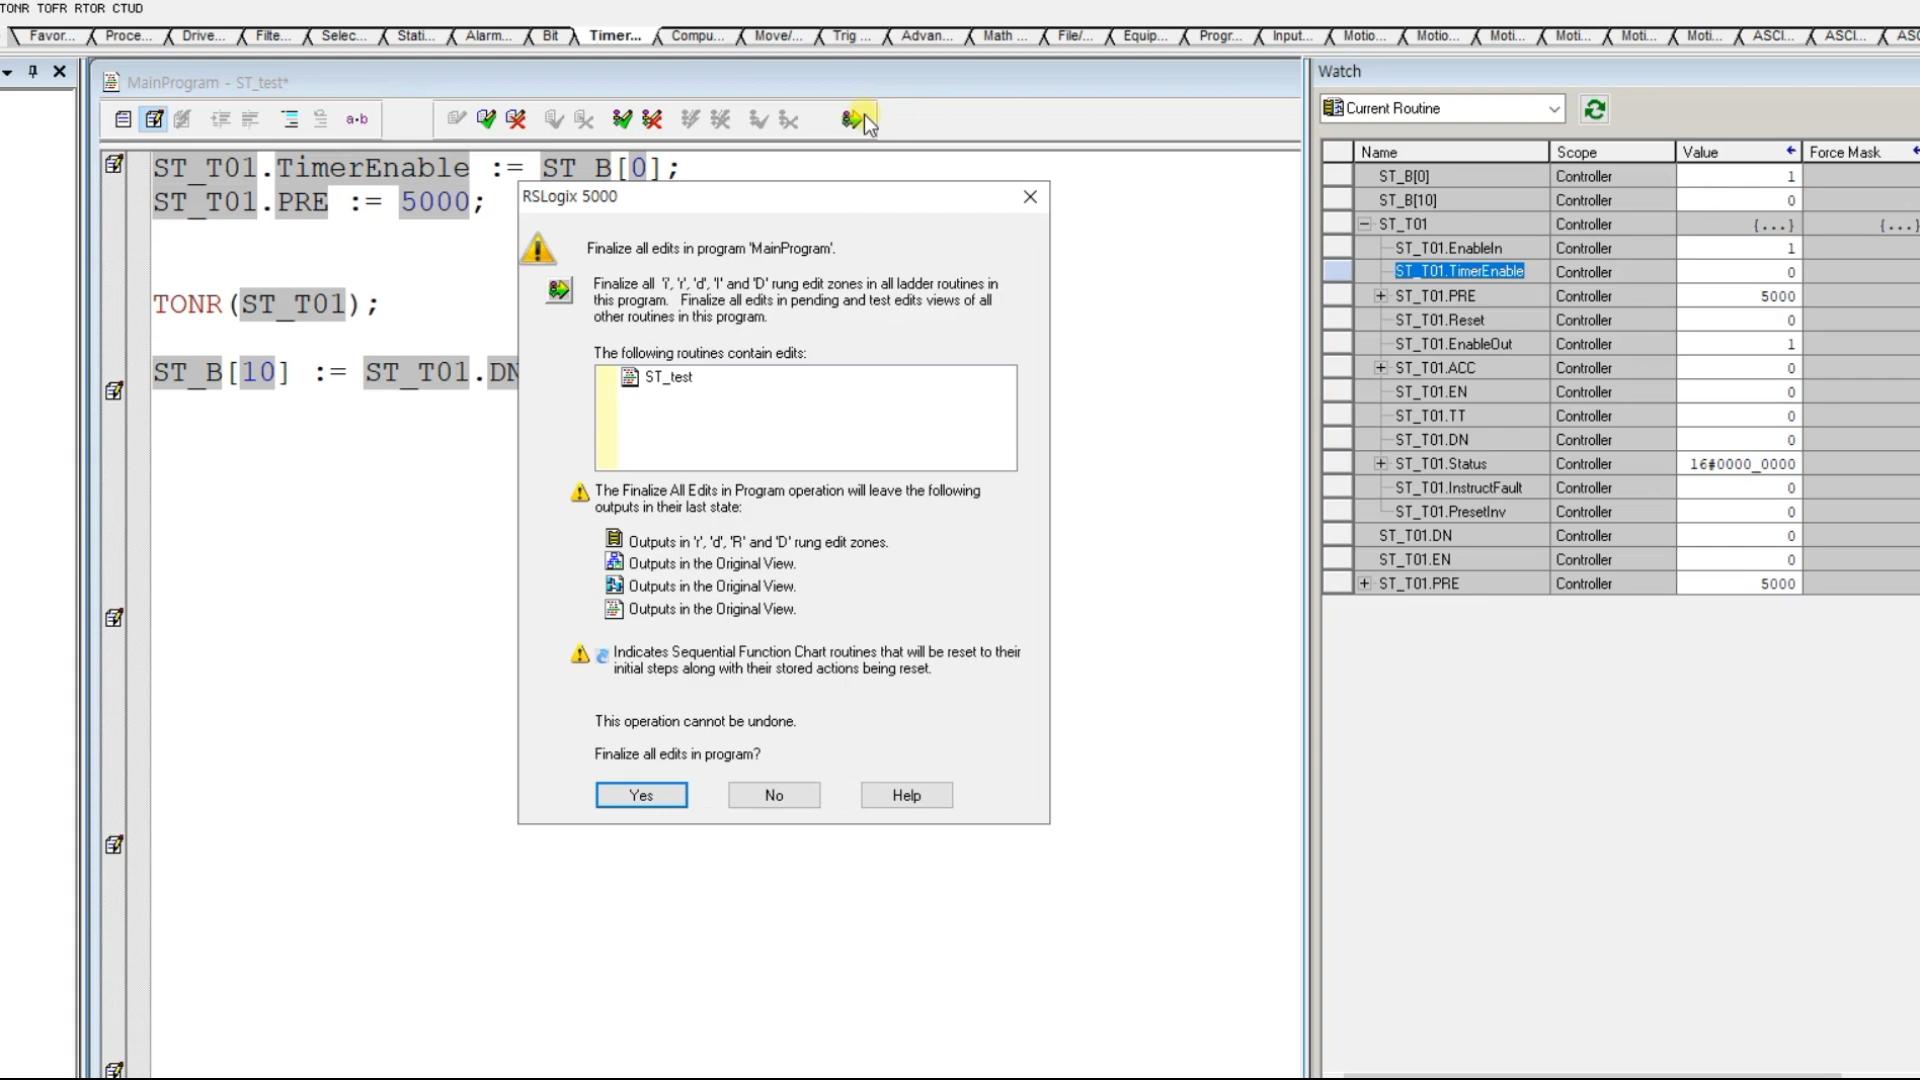 TONR TOFR RTOR CTUD
Favor... Proce... Drive... Filte... Selec... Stati... Alarm... Bit Timer... Compu... Move/... Trig ... Advan... Math ... File/... Equip... Progr... Input... Motio... Motio... Moti... Moti... Moti... Moti... ASCI... ASCI...
MainProgram - ST_test*
a-b
ST_T01.TimerEnable := ST_B[0];
ST_T01.PRE := 5000;
TONR(ST_T01);
ST_B[10] := ST_T01.DN
RSLogix 5000
Finalize all edits in program 'MainProgram'.
Finalize all 'i', 'r', 'd', 'I' and 'D' rung edit zones in all ladder routines in
this program. Finalize all edits in pending and test edits views of all
other routines in this program.
The following routines contain edits:
ST_test
The Finalize All Edits in Program operation will leave the following
outputs in their last state:
Outputs in 'r', 'd', 'R' and 'D' rung edit zones.
Outputs in the Original View.
Outputs in the Original View.
Outputs in the Original View.
Indicates Sequential Function Chart routines that will be reset to their
initial steps along with their stored actions being reset.
This operation cannot be undone.
Finalize all edits in program?
Yes No Help
Watch
Current Routine
Name Scope Value Force Mask
ST_B[0] Controller 1
ST_B[10] Controller 0
ST_T01 Controller {...} {...}
ST_T01.EnableIn Controller 1
ST_T01.TimerEnable Controller 0
ST_T01.PRE Controller 5000
ST_T01.Reset Controller 0
ST_T01.EnableOut Controller 1
ST_T01.ACC Controller 0
ST_T01.EN Controller 0
ST_T01.TT Controller 0
ST_T01.DN Controller 0
ST_T01.Status Controller 16#0000_0000
ST_T01.InstructFault Controller 0
ST_T01.PresetInv Controller 0
ST_T01.DN Controller 0
ST_T01.EN Controller 0
ST_T01.PRE Controller 5000